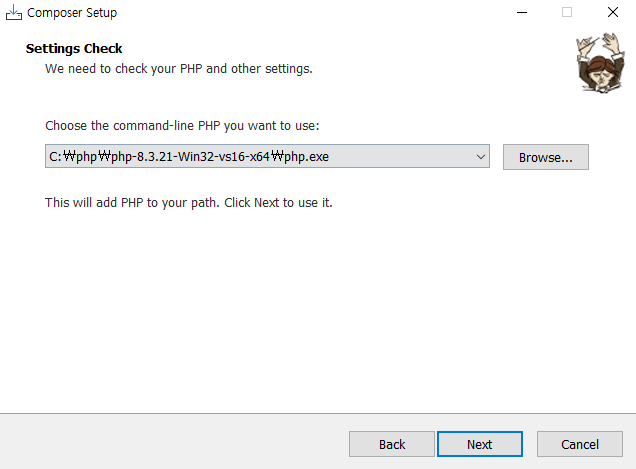 Composer Setup
Settings Check
We need to check your PHP and other settings.
Choose the command-line PHP you want to use:
C:₩php₩php-8.3.21-Win32-vs16-x64₩php.exe
Browse...
This will add PHP to your path. Click Next to use it.
Back
Next
Cancel